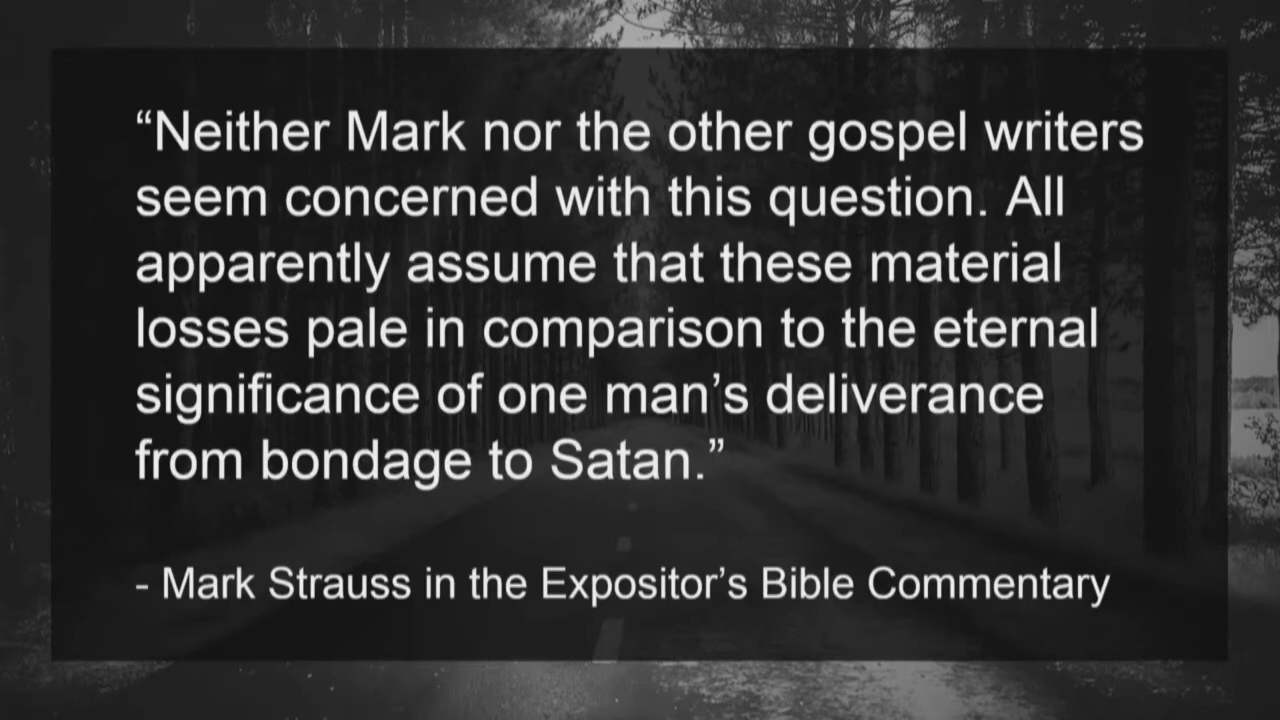 “Neither Mark nor the other gospel writers
seem concerned with this question. All
apparently assume that these material
losses pale in comparison to the eternal
significance of one man’s deliverance
from bondage to Satan.”
- Mark Strauss in the Expositor’s Bible Commentary